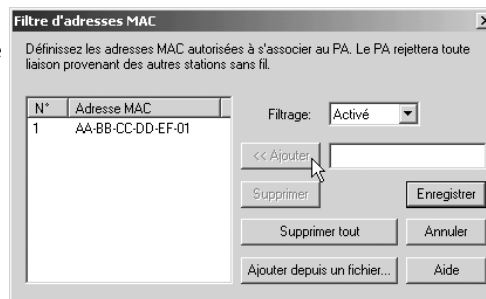 Filtre d'adresses MAC
Définissez les adresses MAC autorisées à s'associer au PA. Le PA rejettera toute
liaison provenant des autres stations sans fil.
N° Adresse MAC
1 AA-BB-CC-DD-EF-01
Filtrage: Activé
<< Ajouter
Supprimer Enregistrer
Supprimer tout Annuler
Ajouter depuis un fichier... Aide